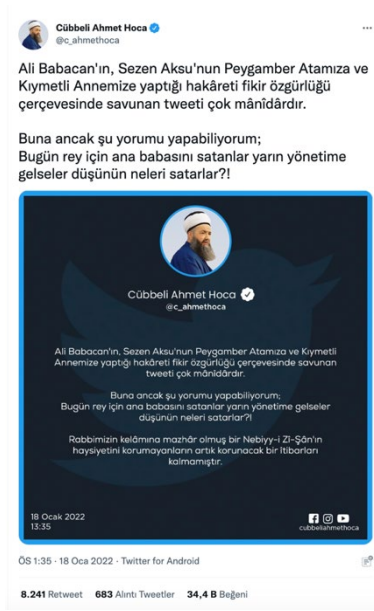 Cübbeli Ahmet Hoca
@c_ahmethoca
Ali Babacan'ın, Sezen Aksu'nun Peygamber Atamıza ve
Kıymetli Annemize yaptığı hakâreti fikir özgürlüğü
çerçevesinde savunan tweeti çok mânîdârdır.
Buna ancak şu yorumu yapabiliyorum;
Bugün rey için ana babasını satanlar yarın yönetime
gelseler düşünün neleri satarlar?!
Cübbeli Ahmet Hoca
@c_ahmethoca
Ali Babacan'ın, Sezen Aksu'nun Peygamber Atamıza ve Kıymetli
Annemize yaptığı hakâreti fikir özgürlüğü çerçevesinde savunan
tweeti çok mânîdârdır.
Buna ancak şu yorumu yapabiliyorum;
Bugün rey için ana babasını satanlar yarın yönetime gelseler
düşünün neleri satarlar?!
Rabbimizin kelâmına mazhâr olmuş bir Nebiyy-i Zî-Şân'ın
haysiyetini korumayanların artık korunacak bir îtibarları
kalmamıştır.
18 Ocak 2022
13:35
cubbeliahmethoca
ÖS 1:35 · 18 Oca 2022 · Twitter for Android
8.241 Retweet 683 Alıntı Tweetler 34,4 B Beğeni